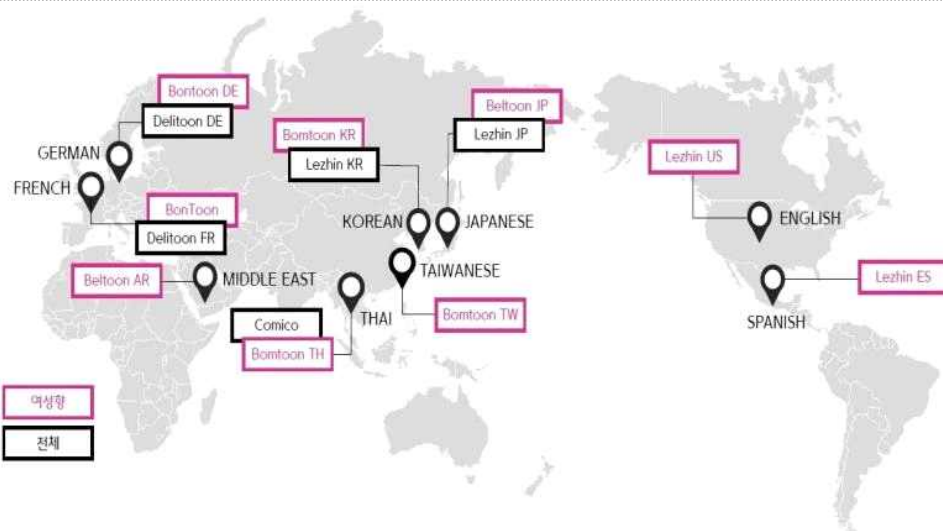 Bontoon DE
Delitoon DE
GERMAN
FRENCH
BonToon
Delitoon FR
Beltoon AR
MIDDLE EAST
Bomtoon KR
Lezhin KR
KOREAN
Beltoon JP
Lezhin JP
JAPANESE
TAIWANESE
Bomtoon TW
THAI
Comico
Bomtoon TH
Lezhin US
ENGLISH
Lezhin ES
SPANISH
여성향
전체